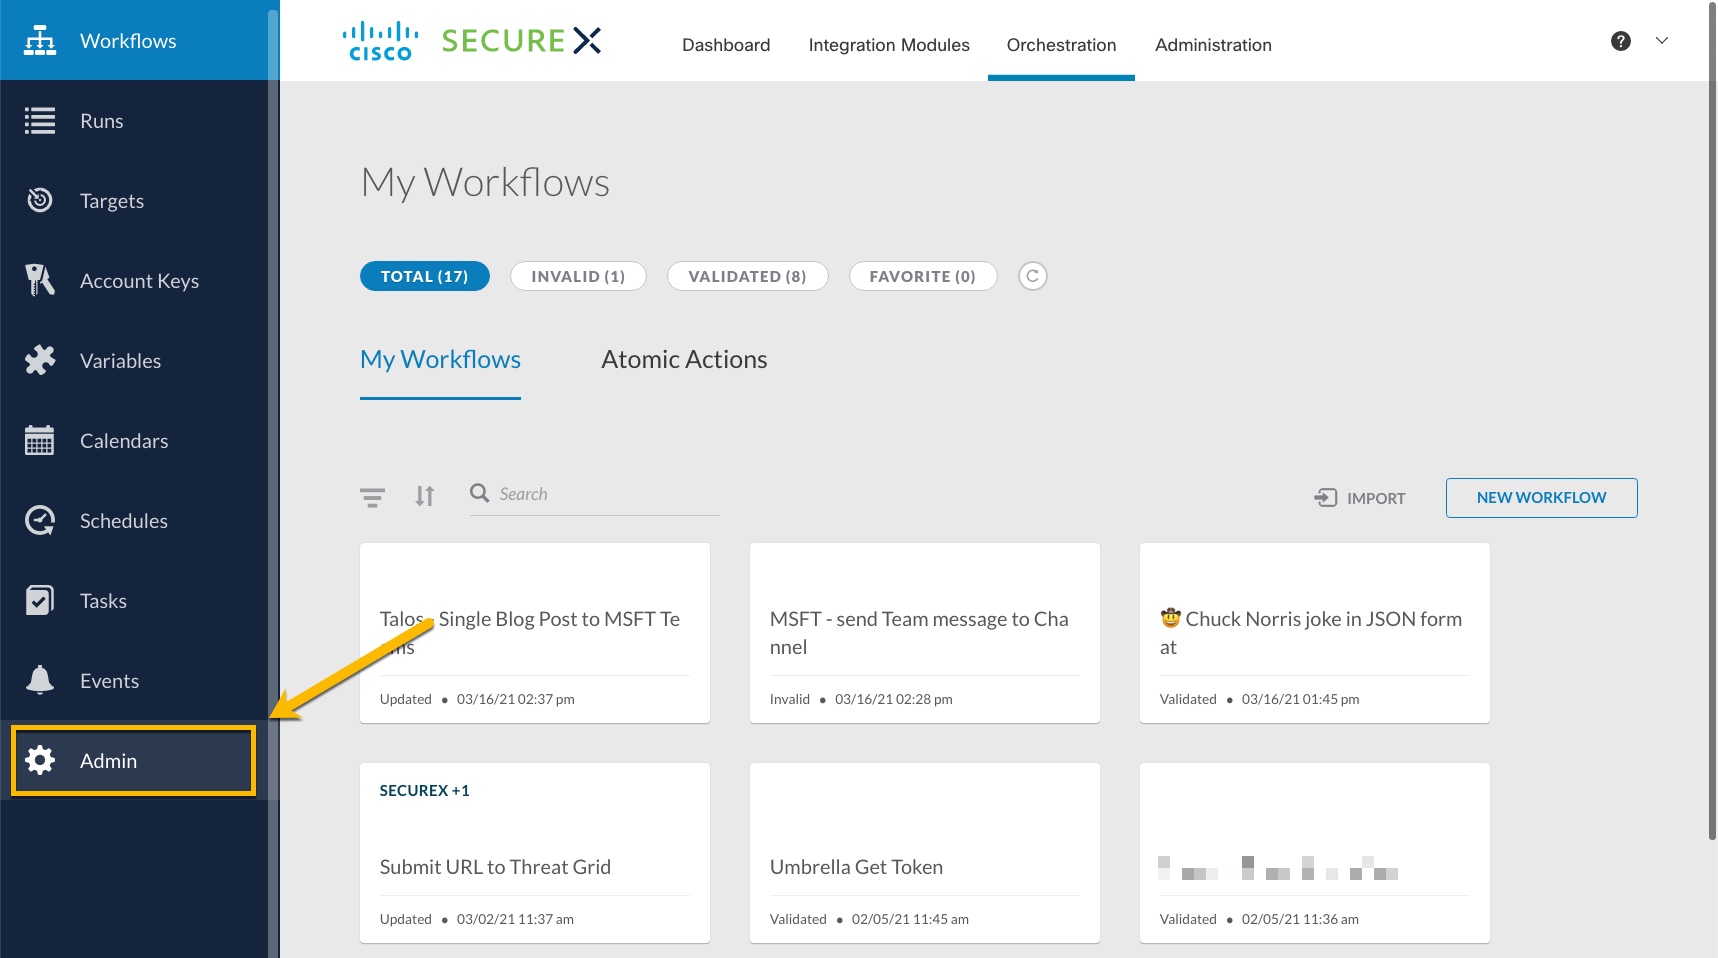 Workflows
Runs
Targets
Account Keys
Variables
Calendars
Schedules
Tasks
Events
Admin
CISCO SECURE X
Dashboard
Integration Modules
Orchestration
Administration
My Workflows
TOTAL (17)
INVALID (1)
VALIDATED (8)
FAVORITE (0)
My Workflows
Atomic Actions
Search
IMPORT
NEW WORKFLOW
Talos - Single Blog Post to MSFT Te
ms
Updated • 03/16/21 02:37 pm
MSFT - send Team message to Cha
nnel
Invalid • 03/16/21 02:28 pm
🤠 Chuck Norris joke in JSON form
at
Validated • 03/16/21 01:45 pm
SECUREX +1
Submit URL to Threat Grid
Updated • 03/02/21 11:37 am
Umbrella Get Token
Validated • 02/05/21 11:45 am
Validated • 02/05/21 11:36 am